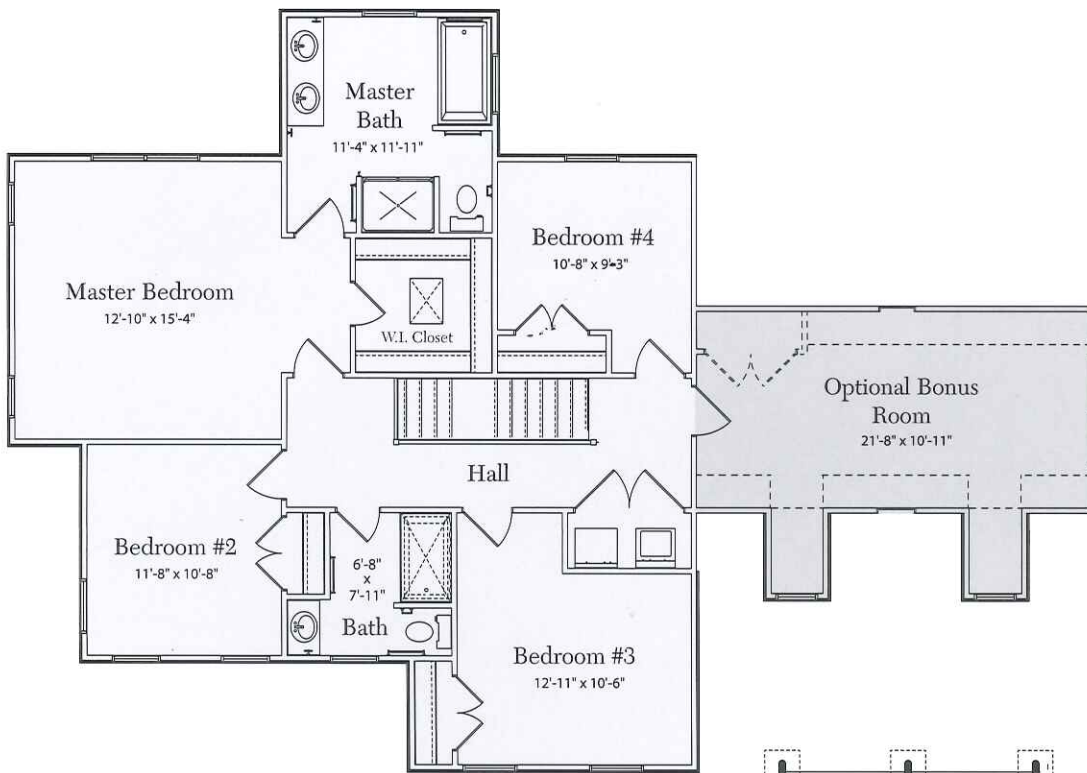 Master
Bath
11'-4" x 11'-11"
Bedroom #4
10'-8" x 9'-3"
Master Bedroom
12'-10" x 15'-4"
W.I. Closet
Optional Bonus
Room
21'-8" x 10'-11"
Hall
Bedroom #2
11'-8" x 10'-8"
6'-8"
x
7'-11"
Bath
Bedroom #3
12'-11" x 10'-6"